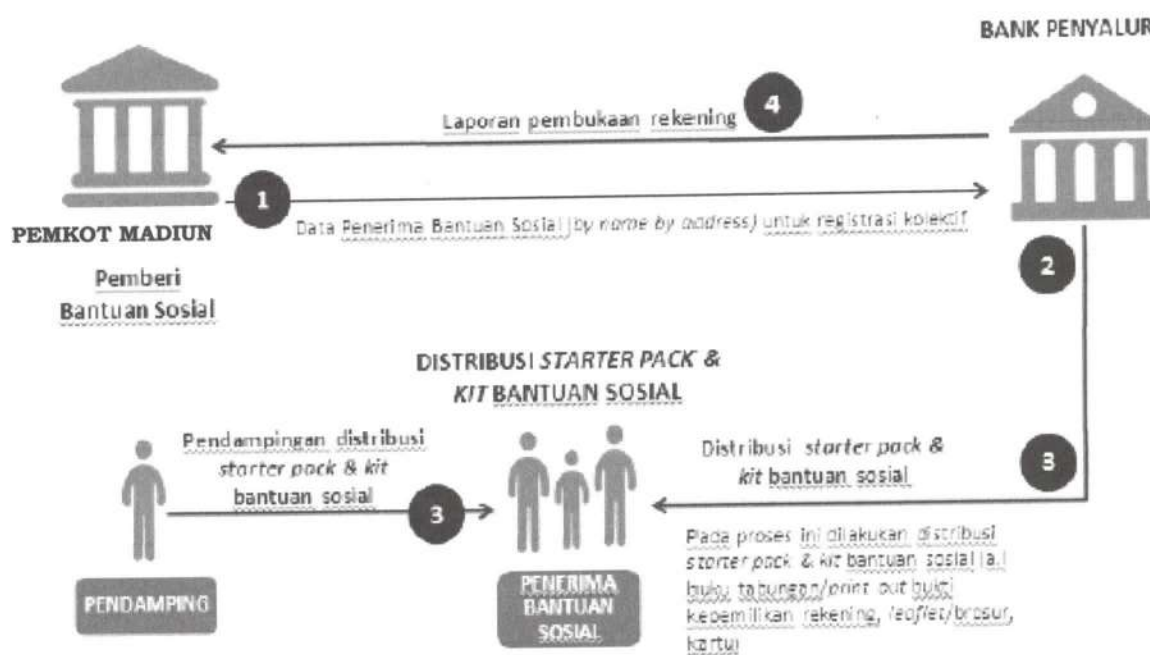 BANK PENYALUR
4
Laporan pembukaan rekening
1
Data Penerima Bantuan Sosial (by name by address) untuk registrasi kolektif
PEMKOT MADIUN
Pemberi
Bantuan Sosial
2
DISTRIBUSI STARTER PACK &
KIT BANTUAN SOSIAL
Pendampingan distribusi
starter pack & kit
bantuan sosial
3
Distribusi starter pack &
kit bantuan sosial
3
Pada proses ini dilakukan distribusi
starter pack & kit bantuan sosial (a.l
buku tabungan/print out bukti
kepemilikan rekening, leaflet/brosur,
kartu)
PENDAMPING
PENERIMA
BANTUAN
SOSIAL